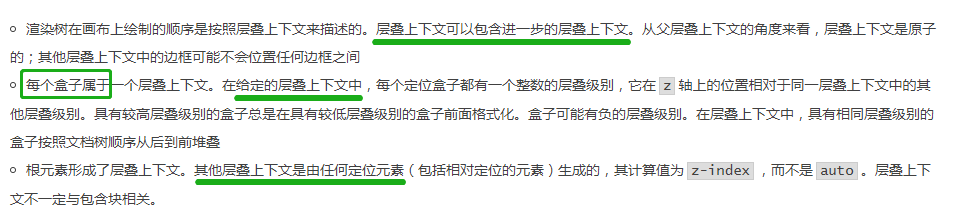 渲染树在画布上绘制的顺序是按照层叠上下文来描述的。层叠上下文可以包含进一步的层叠上下文。从父层叠上下文的角度来看，层叠上下文是原子
的；其他层叠上下文中的边框可能不会位置任何边框之间
每个盒子属于一个层叠上下文。在给定的层叠上下文中，每个定位盒子都有一个整数的层叠级别，它在 z 轴上的位置相对于同一层叠上下文中的其
他层叠级别。具有较高层叠级别的盒子总是在具有较低层叠级别的盒子前面格式化。盒子可能有负的层叠级别。在层叠上下文中，具有相同层叠级别的
盒子按照文档树顺序从后到前堆叠
根元素形成了层叠上下文。其他层叠上下文是由任何定位元素（包括相对定位的元素）生成的，其计算值为 z-index ，而不是 auto 。层叠上下
文不一定与包含块相关。